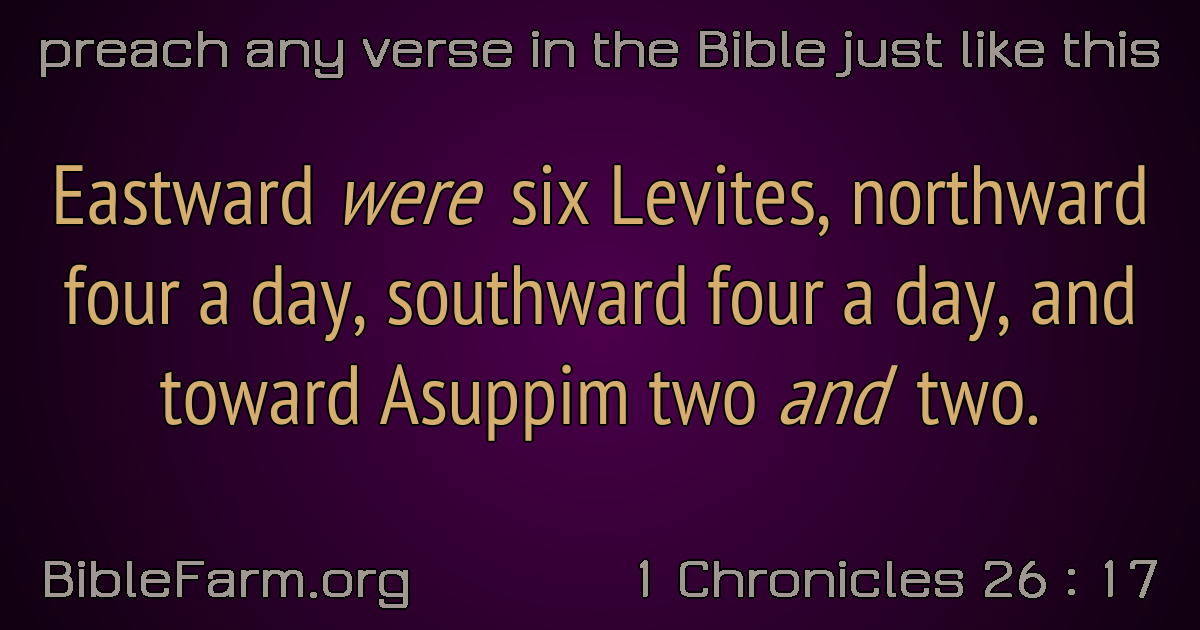 preach any verse in the Bible just like this
Eastward were six Levites, northward
four a day, southward four a day, and
toward Asuppim two and two.
BibleFarm.org
1 Chronicles 26 : 17